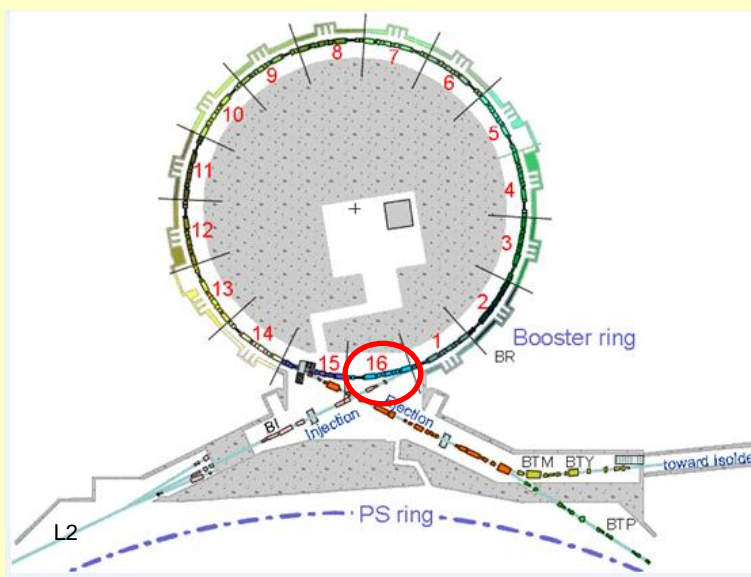 8
7
9
6
10
5
11
4
12
3
13
2
14
1
15
16
Booster ring
BR
BI
Injection
Ejection
BTM
BTY
toward Isolde
BTP
L2
PS ring